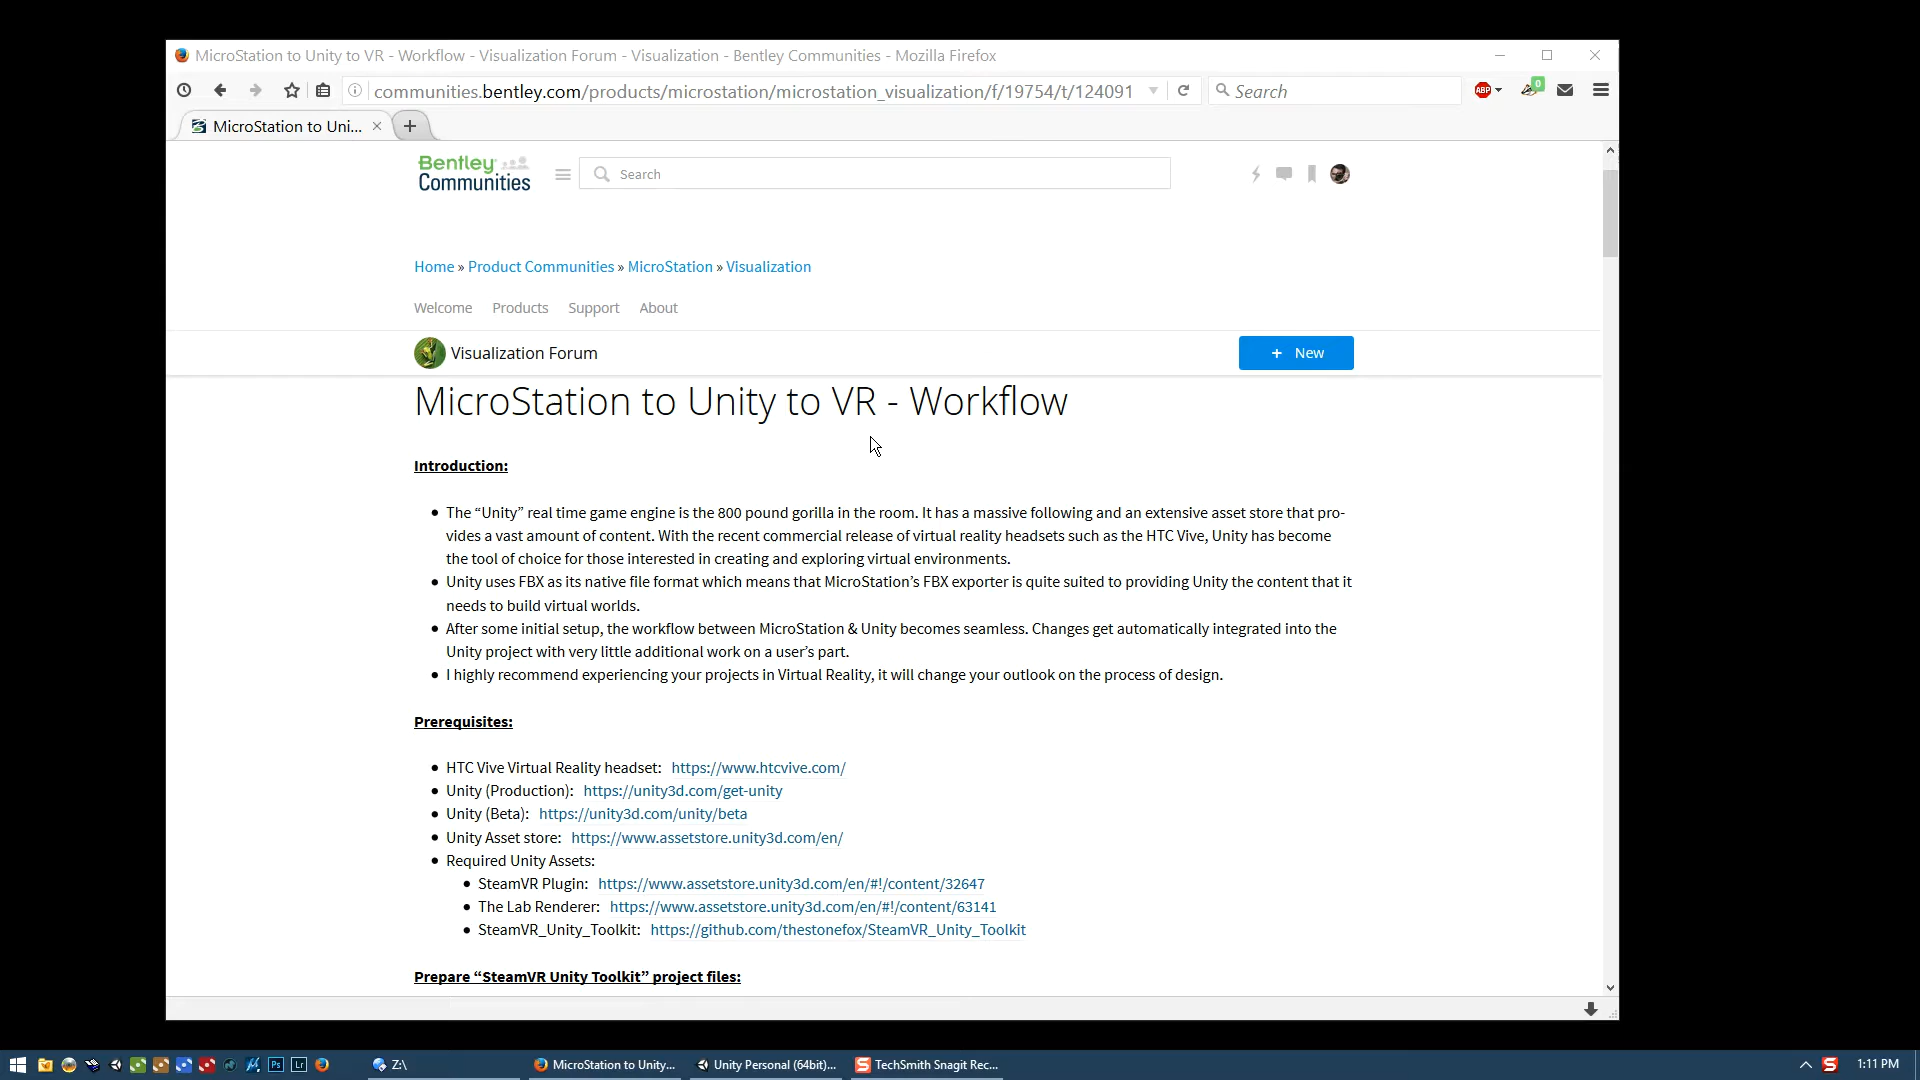 MicroStation to Unity to VR - Workflow - Visualization Forum - Visualization - Bentley Communities - Mozilla Firefox
communities.bentley.com/products/microstation/microstation_visualization/f/19754/t/124091
Search
ABP
0
MicroStation to Uni...
Bentley
Communities
Search
Home » Product Communities » MicroStation » Visualization
Welcome Products Support About
Visualization Forum
+ New
MicroStation to Unity to VR - Workflow
Introduction:
• The “Unity” real time game engine is the 800 pound gorilla in the room. It has a massive following and an extensive asset store that pro-
vides a vast amount of content. With the recent commercial release of virtual reality headsets such as the HTC Vive, Unity has become
the tool of choice for those interested in creating and exploring virtual environments.
• Unity uses FBX as its native file format which means that MicroStation’s FBX exporter is quite suited to providing Unity the content that it
needs to build virtual worlds.
• After some initial setup, the workflow between MicroStation & Unity becomes seamless. Changes get automatically integrated into the
Unity project with very little additional work on a user’s part.
• I highly recommend experiencing your projects in Virtual Reality, it will change your outlook on the process of design.
Prerequisites:
• HTC Vive Virtual Reality headset: https://www.htcvive.com/
• Unity (Production): https://unity3d.com/get-unity
• Unity (Beta): https://unity3d.com/unity/beta
• Unity Asset store: https://www.assetstore.unity3d.com/en/
• Required Unity Assets:
• SteamVR Plugin: https://www.assetstore.unity3d.com/en/#!/content/32647
• The Lab Renderer: https://www.assetstore.unity3d.com/en/#!/content/63141
• SteamVR_Unity_Toolkit: https://github.com/thestonefox/SteamVR_Unity_Toolkit
Prepare “SteamVR Unity Toolkit” project files:
Ps Lr Z:\ MicroStation to Unity... Unity Personal (64bit)... S TechSmith Snagit Rec... S 1:11 PM